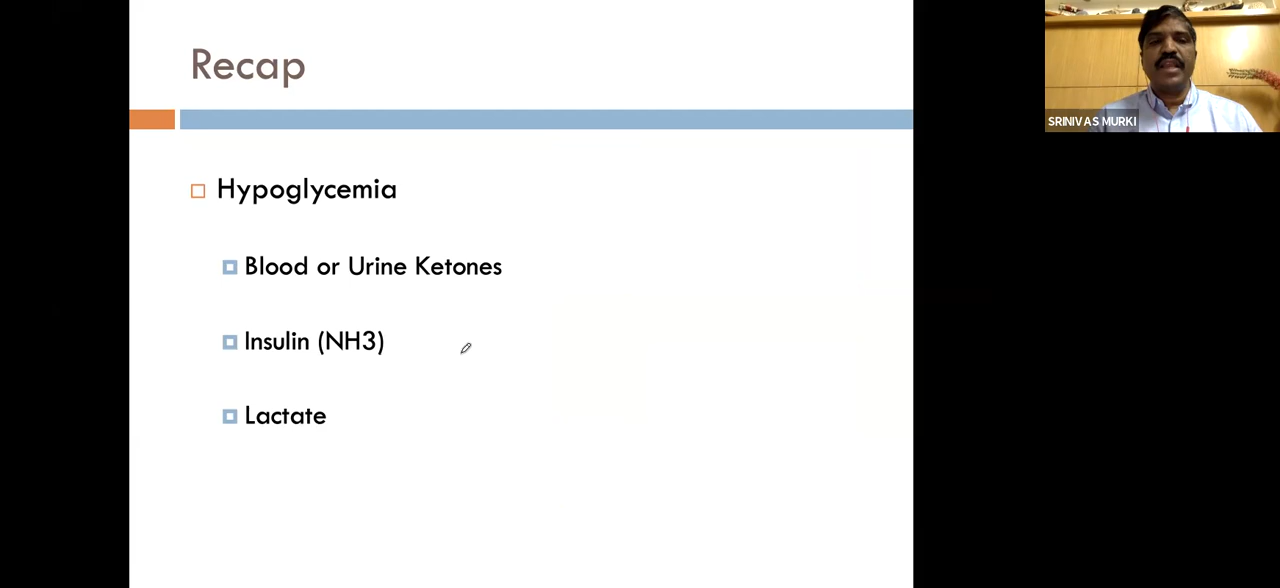 Recap
Hypoglycemia
Blood or Urine Ketones
Insulin (NH3)
Lactate
SRINIVAS MURKI